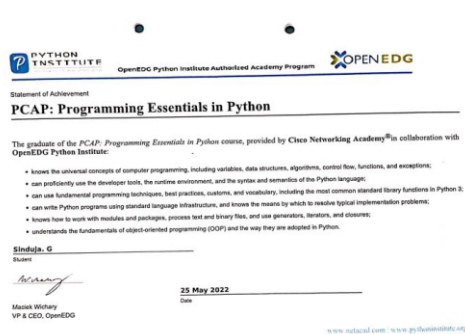 PYTHON
INSTITUTE
OpenEDG Python Institute Authorized Academy Program
OPENEDG
Statement of Achievement
PCAP: Programming Essentials in Python
The graduate of the PCAP: Programming Essentials in Python course, provided by Cisco Networking Academy® in collaboration with
OpenEDG Python Institute:
• knows the universal concepts of computer programming, including variables, data structures, algorithms, control flow, functions, and exceptions;
• can proficiently use the developer tools, the runtime environment, and the syntax and semantics of the Python language;
• can use fundamental programming techniques, best practices, customs, and vocabulary, including the most common standard library functions in Python 3;
• can write Python programs using standard language infrastructure, and knows the means by which to resolve typical implementation problems;
• knows how to work with modules and packages, process text and binary files, and use generators, iterators, and closures;
• understands the fundamentals of object-oriented programming (OOP) and the way they are adopted in Python.
Sinduja. G
Student
25 May 2022
Date
Maciek Wichary
VP & CEO, OpenEDG
www.netacad.com | www.pythoninstitute.org